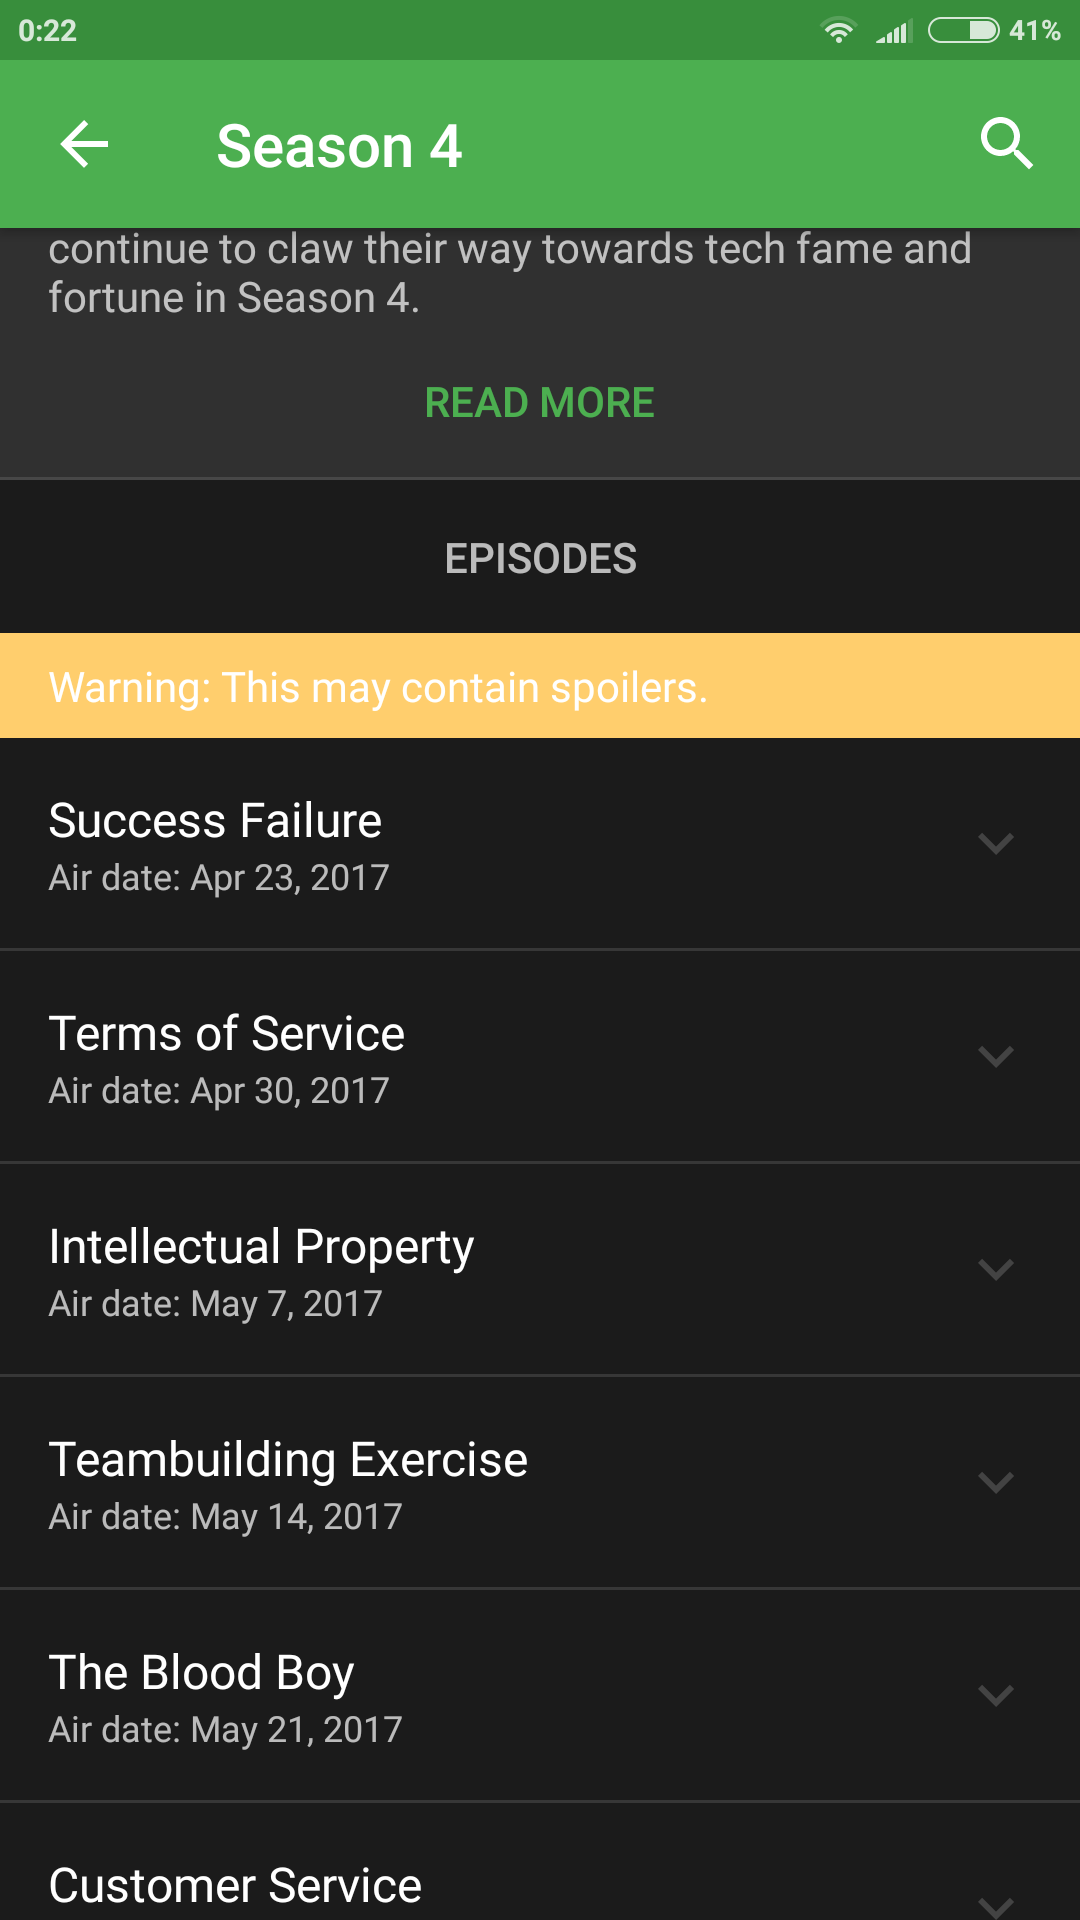 0:22
41%
Season 4
continue to claw their way towards tech fame and
fortune in Season 4.
READ MORE
EPISODES
Warning: This may contain spoilers.
Success Failure
Air date: Apr 23, 2017
Terms of Service
Air date: Apr 30, 2017
Intellectual Property
Air date: May 7, 2017
Teambuilding Exercise
Air date: May 14, 2017
The Blood Boy
Air date: May 21, 2017
Customer Service